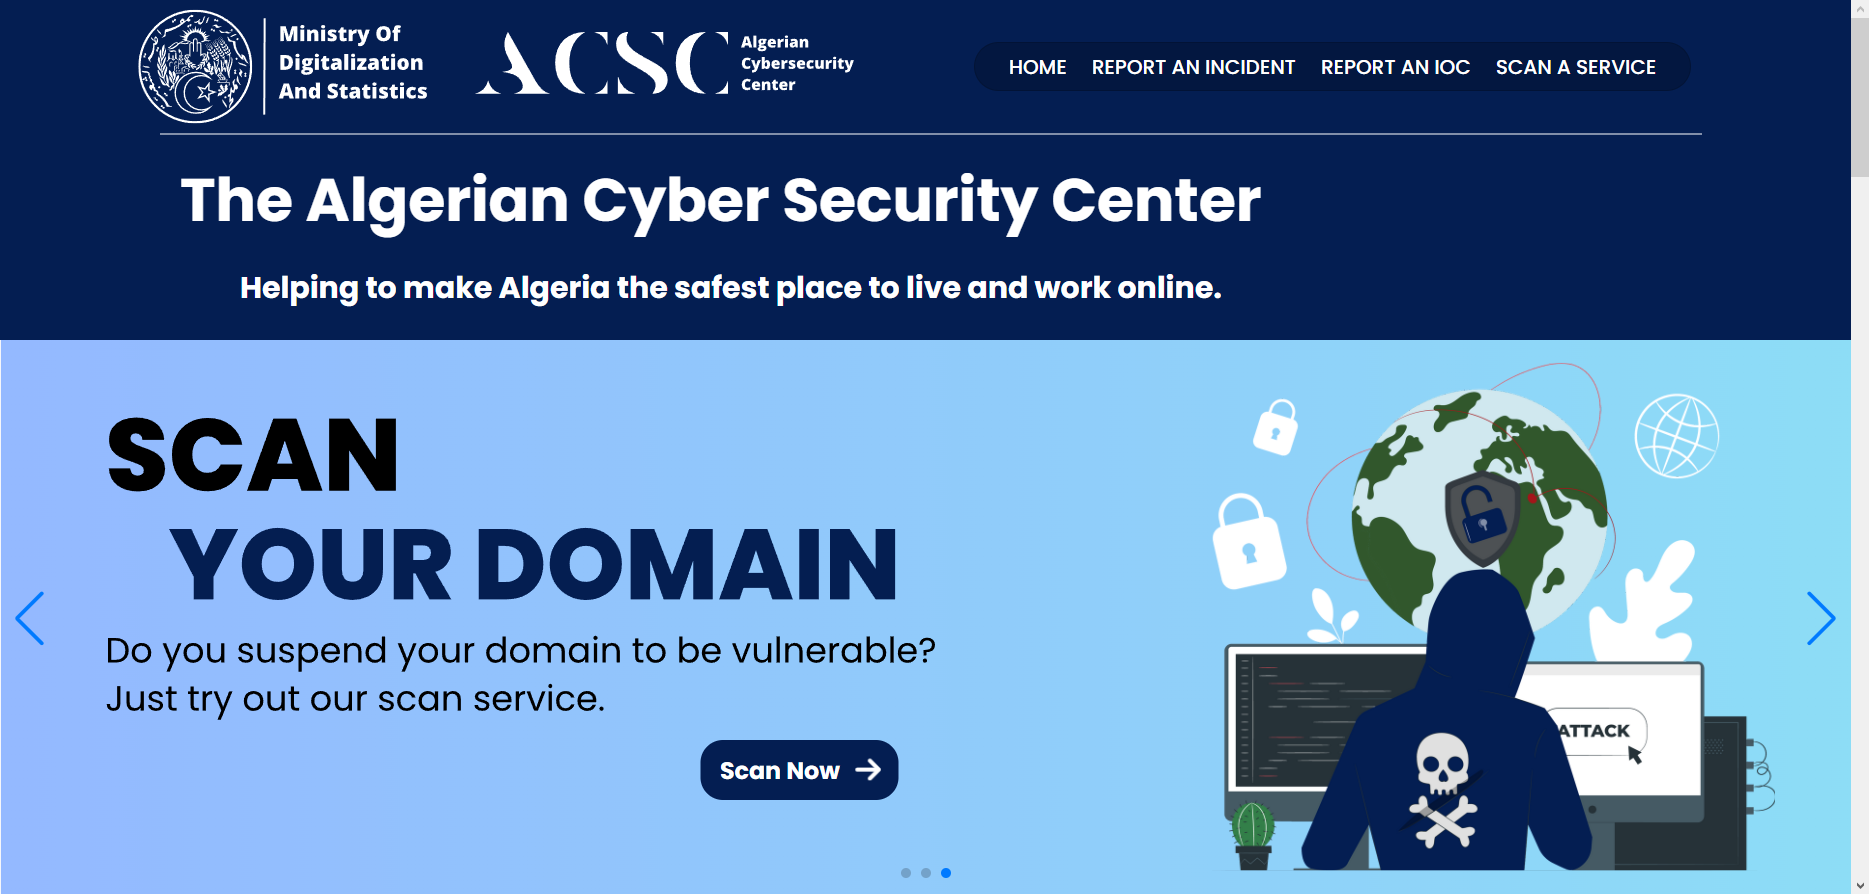 Ministry Of
Digitalization
And Statistics
ACSC
Algerian
Cybersecurity
Center
HOME
REPORT AN INCIDENT
REPORT AN IOC
SCAN A SERVICE
The Algerian Cyber Security Center
Helping to make Algeria the safest place to live and work online.
SCAN
YOUR DOMAIN
Do you suspend your domain to be vulnerable?
Just try out our scan service.
Scan Now
ATTACK